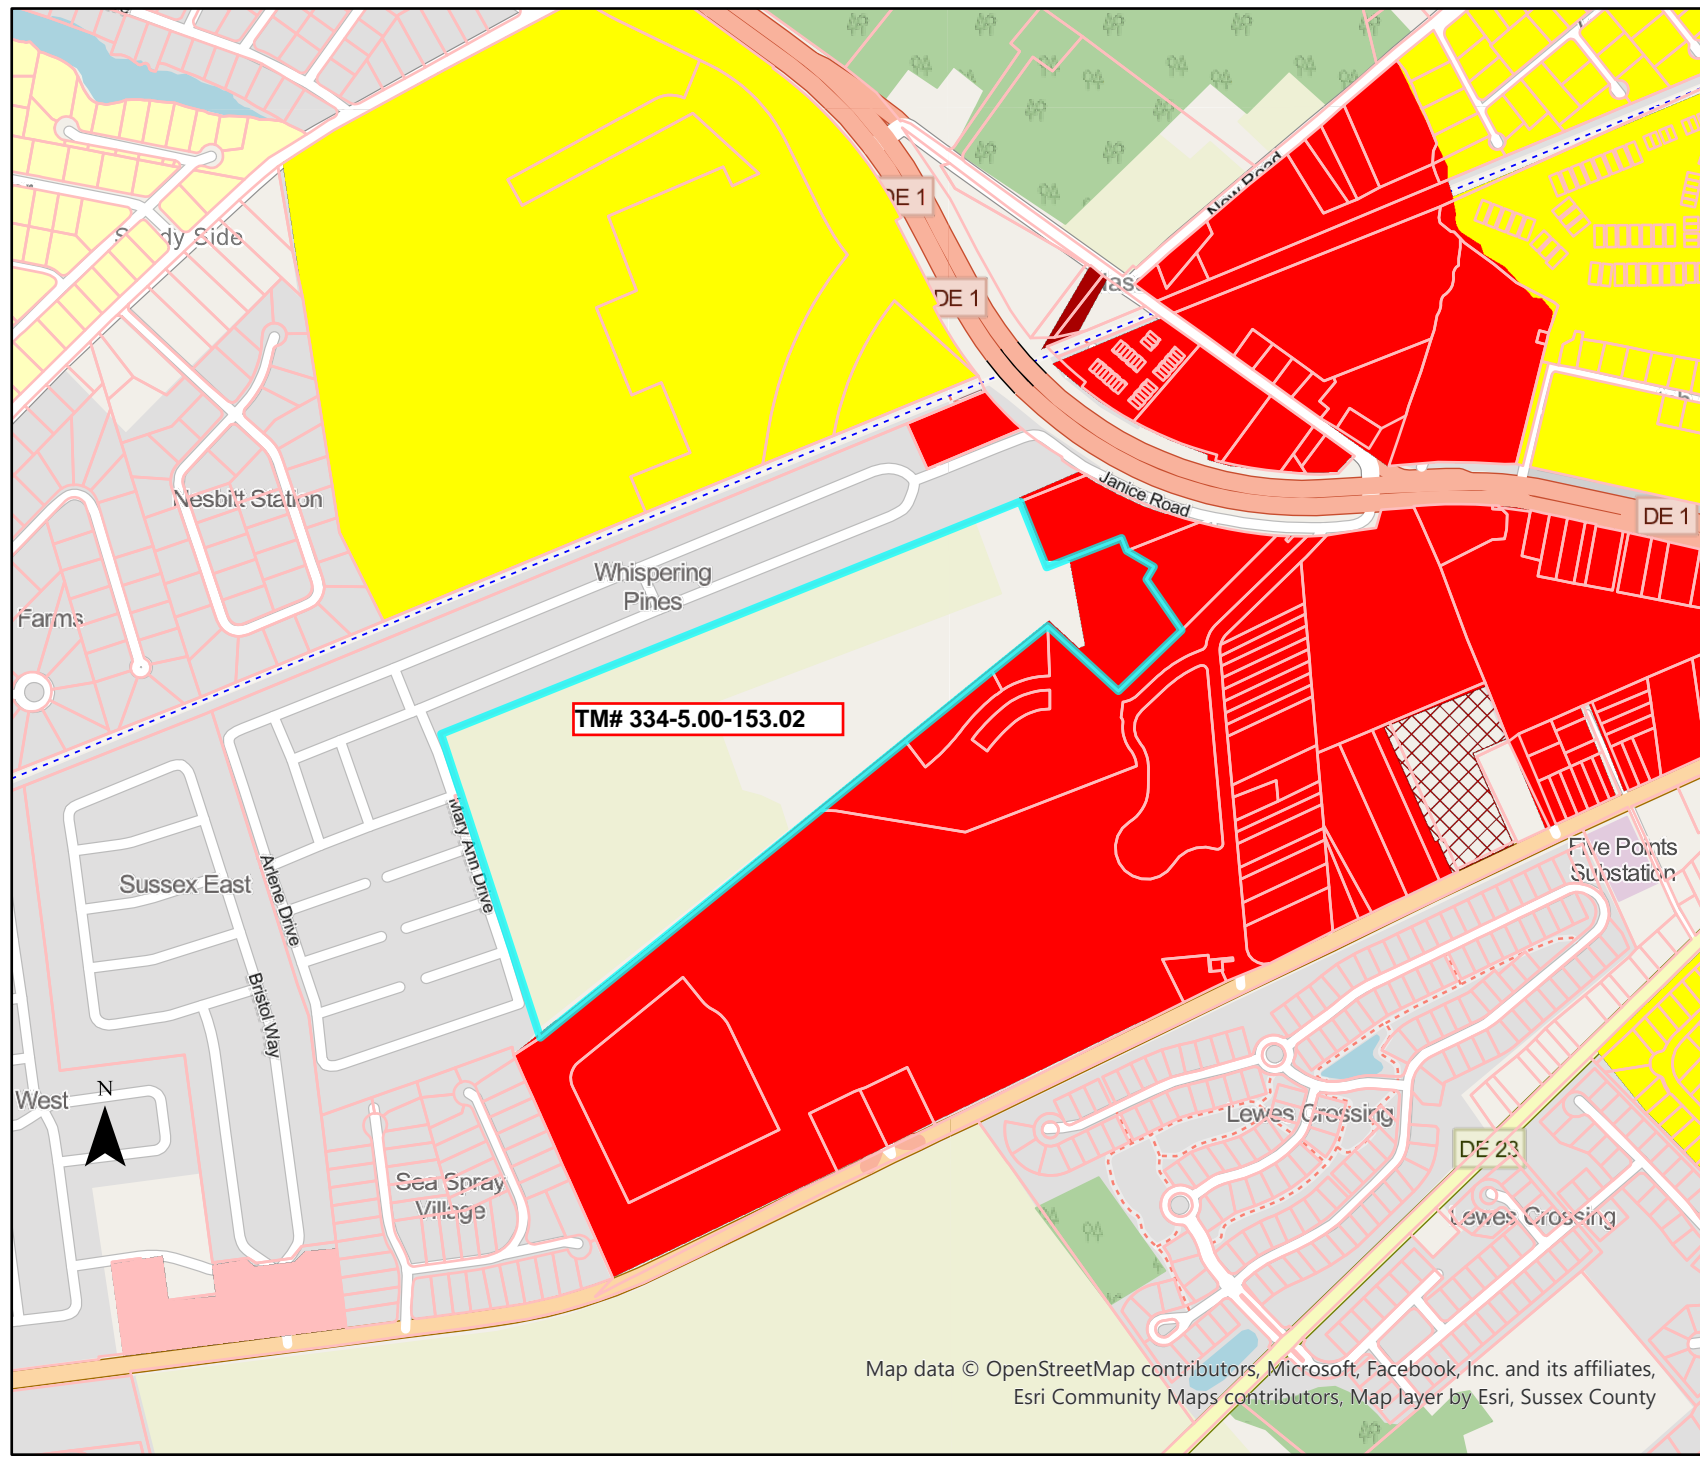 DE 1
New Road
DE 1
Janice Road
Nesbitt Station
DE 1
Whispering
Pines
Farms
TM# 334-5.00-153.02
Mary Ann Drive
Five Points
Substation
Sussex East
Arlene Drive
Bristol Way
West
N
Lewes Crossing
DE 23
Sea Spray
Village
Lewes Crossing
Map data © OpenStreetMap contributors, Microsoft, Facebook, Inc. and its affiliates,
Esri Community Maps contributors, Map layer by Esri, Sussex County